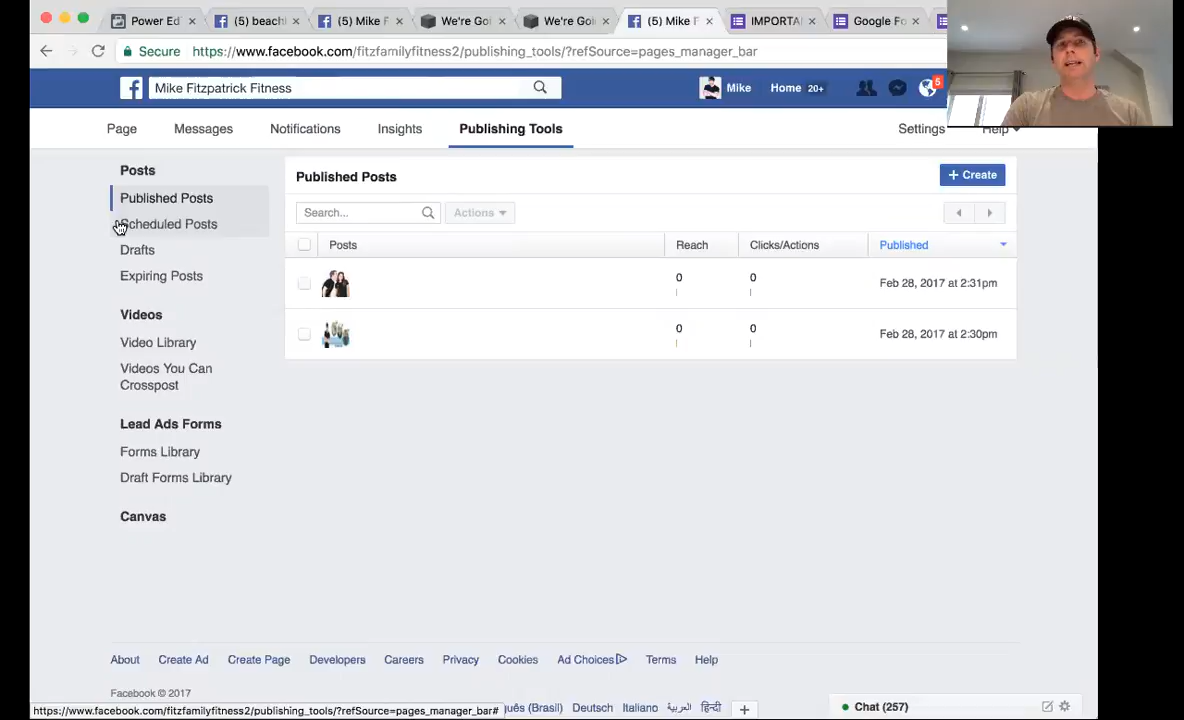 Power Ed
(5) beach
(5) Mike F
We're Goi
We're Goi
(5) Mike F
IMPORTA
Google Fo
Secure https://www.facebook.com/fitzfamilyfitness2/publishing_tools/?refSource=pages_manager_bar
Mike Fitzpatrick Fitness
Mike
Home 20+
5
Page
Messages
Notifications
Insights
Publishing Tools
Settings
Help
Posts
Published Posts
Scheduled Posts
Drafts
Expiring Posts
Videos
Video Library
Videos You Can
Crosspost
Lead Ads Forms
Forms Library
Draft Forms Library
Canvas
Published Posts
+ Create
Search...
Actions
Posts
Reach
Clicks/Actions
Published
0
0
Feb 28, 2017 at 2:31pm
0
0
Feb 28, 2017 at 2:30pm
About
Create Ad
Create Page
Developers
Careers
Privacy
Cookies
Ad Choices
Terms
Help
Facebook © 2017
https://www.facebook.com/fitzfamilyfitness2/publishing_tools/?refSource=pages_manager_bar#
uês (Brasil)
Deutsch
Italiano
العربية
हिन्दी
Chat (257)